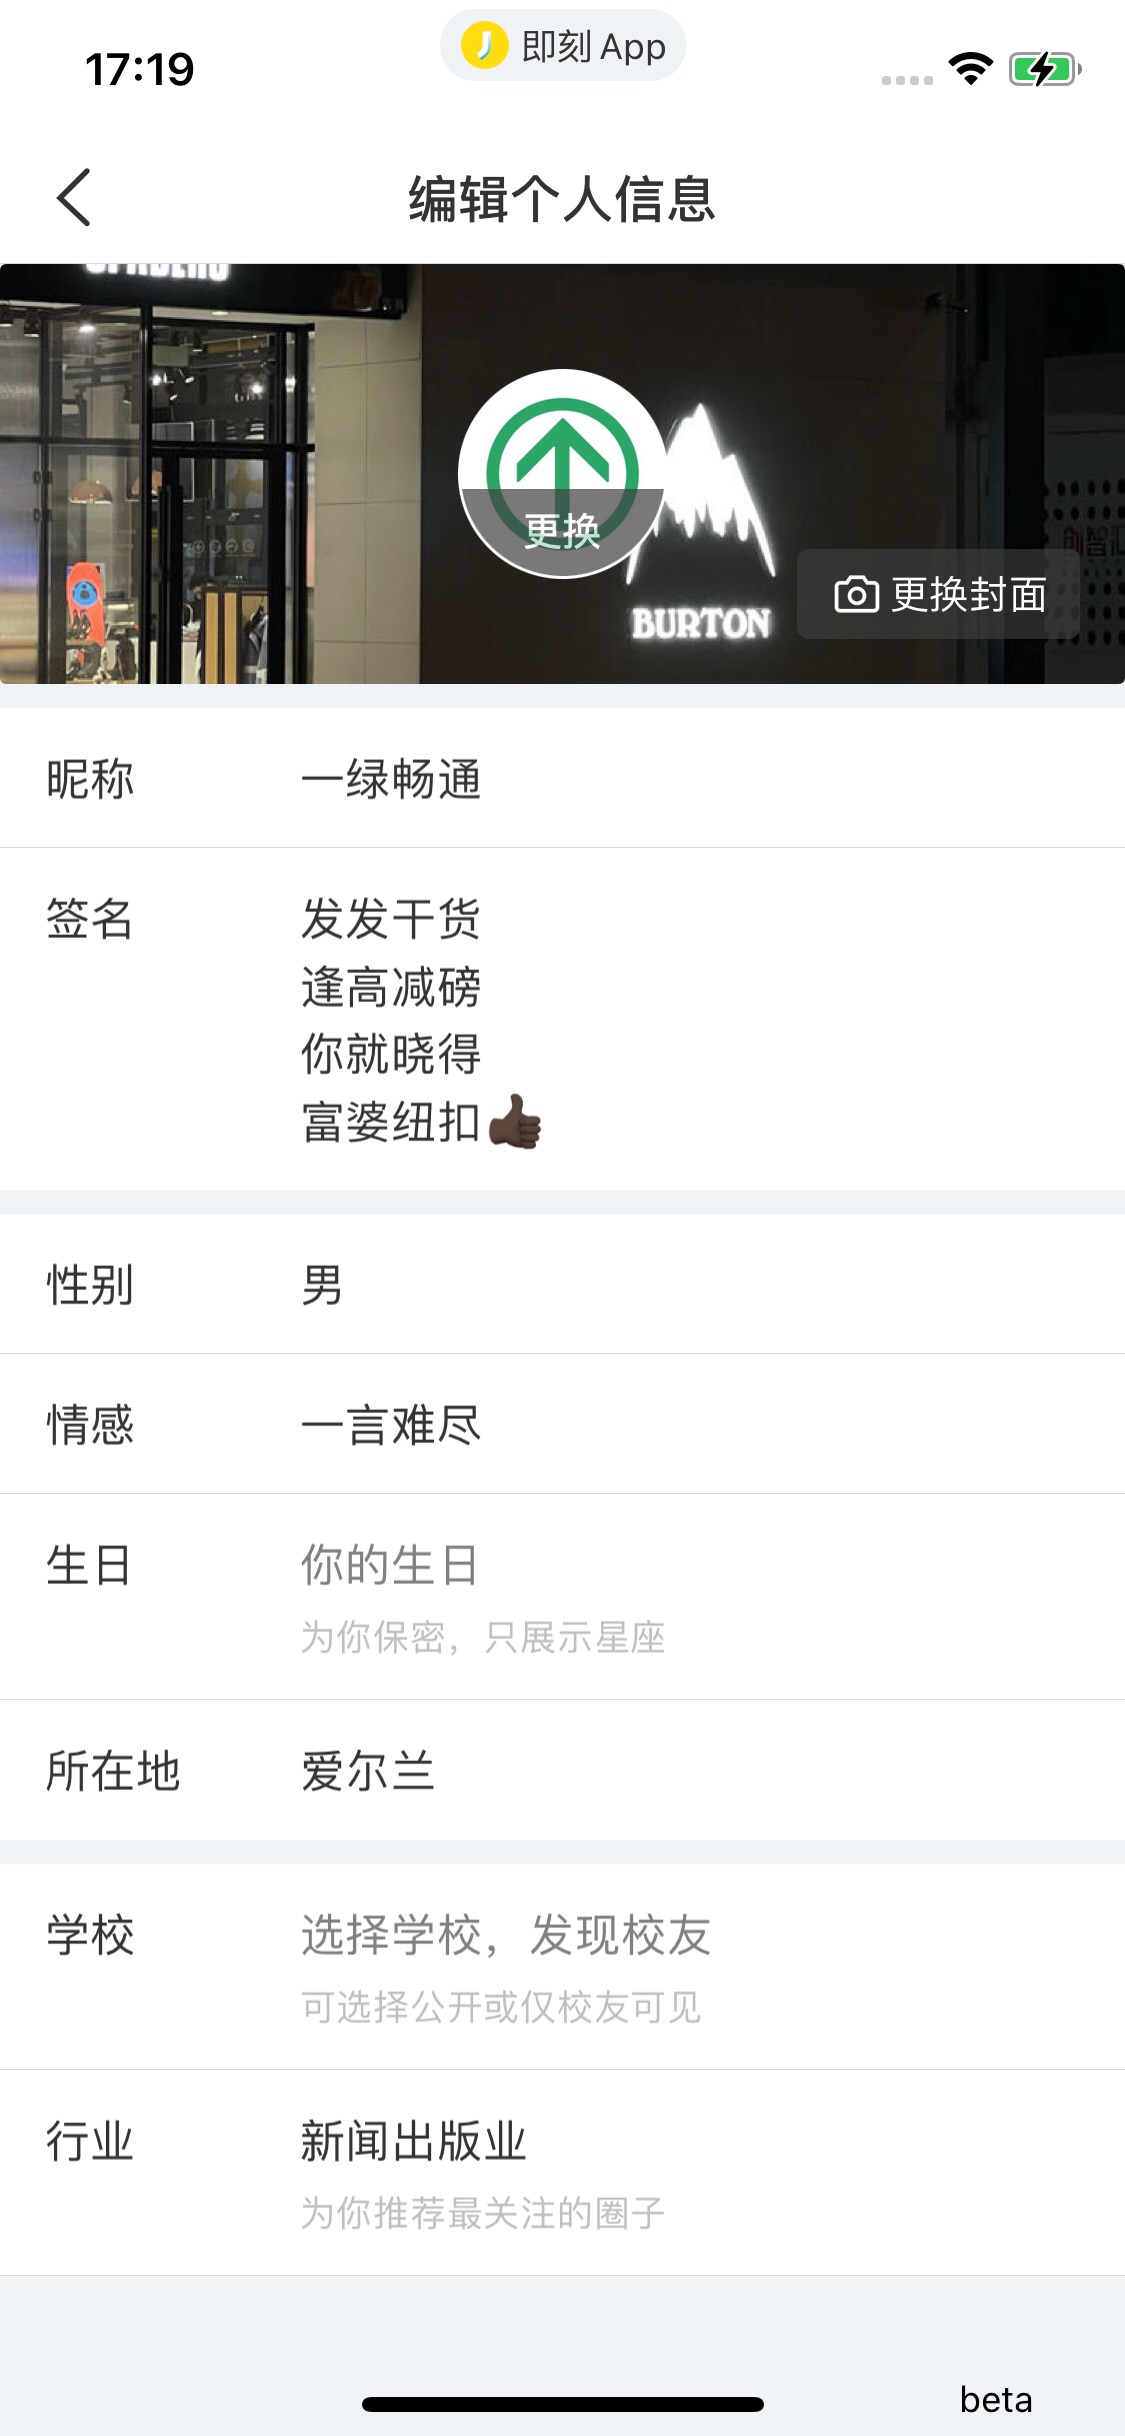 17:19
即刻 App
编辑个人信息
更换
BURTON
更换封面
昵称
一绿畅通
签名
发发干货
逢高减磅
你就晓得
富婆纽扣👍🏿
性别
男
情感
一言难尽
生日
你的生日
为你保密，只展示星座
所在地
爱尔兰
学校
选择学校，发现校友
可选择公开或仅校友可见
行业
新闻出版业
为你推荐最关注的圈子
beta